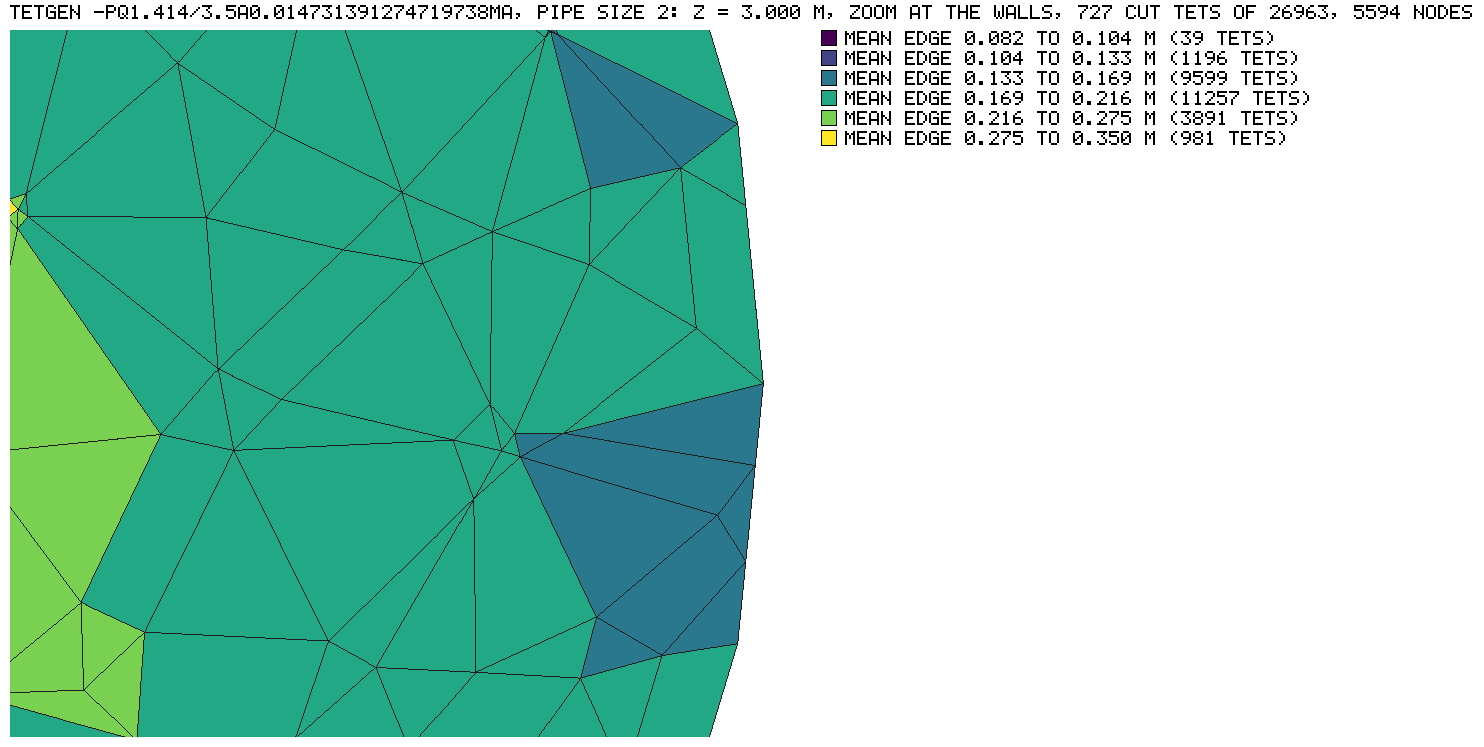 TETGEN -PQ1.414/3.5A0.014731391274719738MA, PIPE SIZE 2: Z = 3.000 M, ZOOM AT THE WALLS, 727 CUT TETS OF 26963, 5594 NODES
MEAN EDGE 0.082 TO 0.104 M (39 TETS)
MEAN EDGE 0.104 TO 0.133 M (1196 TETS)
MEAN EDGE 0.133 TO 0.169 M (9599 TETS)
MEAN EDGE 0.169 TO 0.216 M (11257 TETS)
MEAN EDGE 0.216 TO 0.275 M (3891 TETS)
MEAN EDGE 0.275 TO 0.350 M (981 TETS)